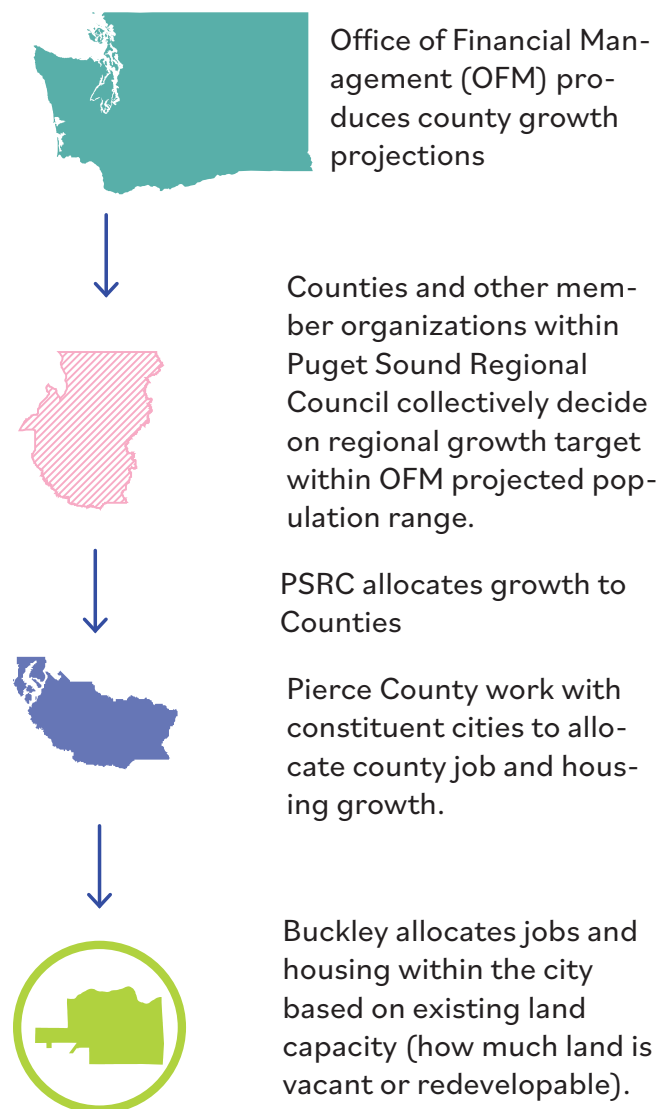 Office of Financial Man-
agement (OFM) pro-
duces county growth
projections
Counties and other mem-
ber organizations within
Puget Sound Regional
Council collectively decide
on regional growth target
within OFM projected pop-
ulation range.
PSRC allocates growth to
Counties
Pierce County work with
constituent cities to allo-
cate county job and hous-
ing growth.
Buckley allocates jobs and
housing within the city
based on existing land
capacity (how much land is
vacant or redevelopable).